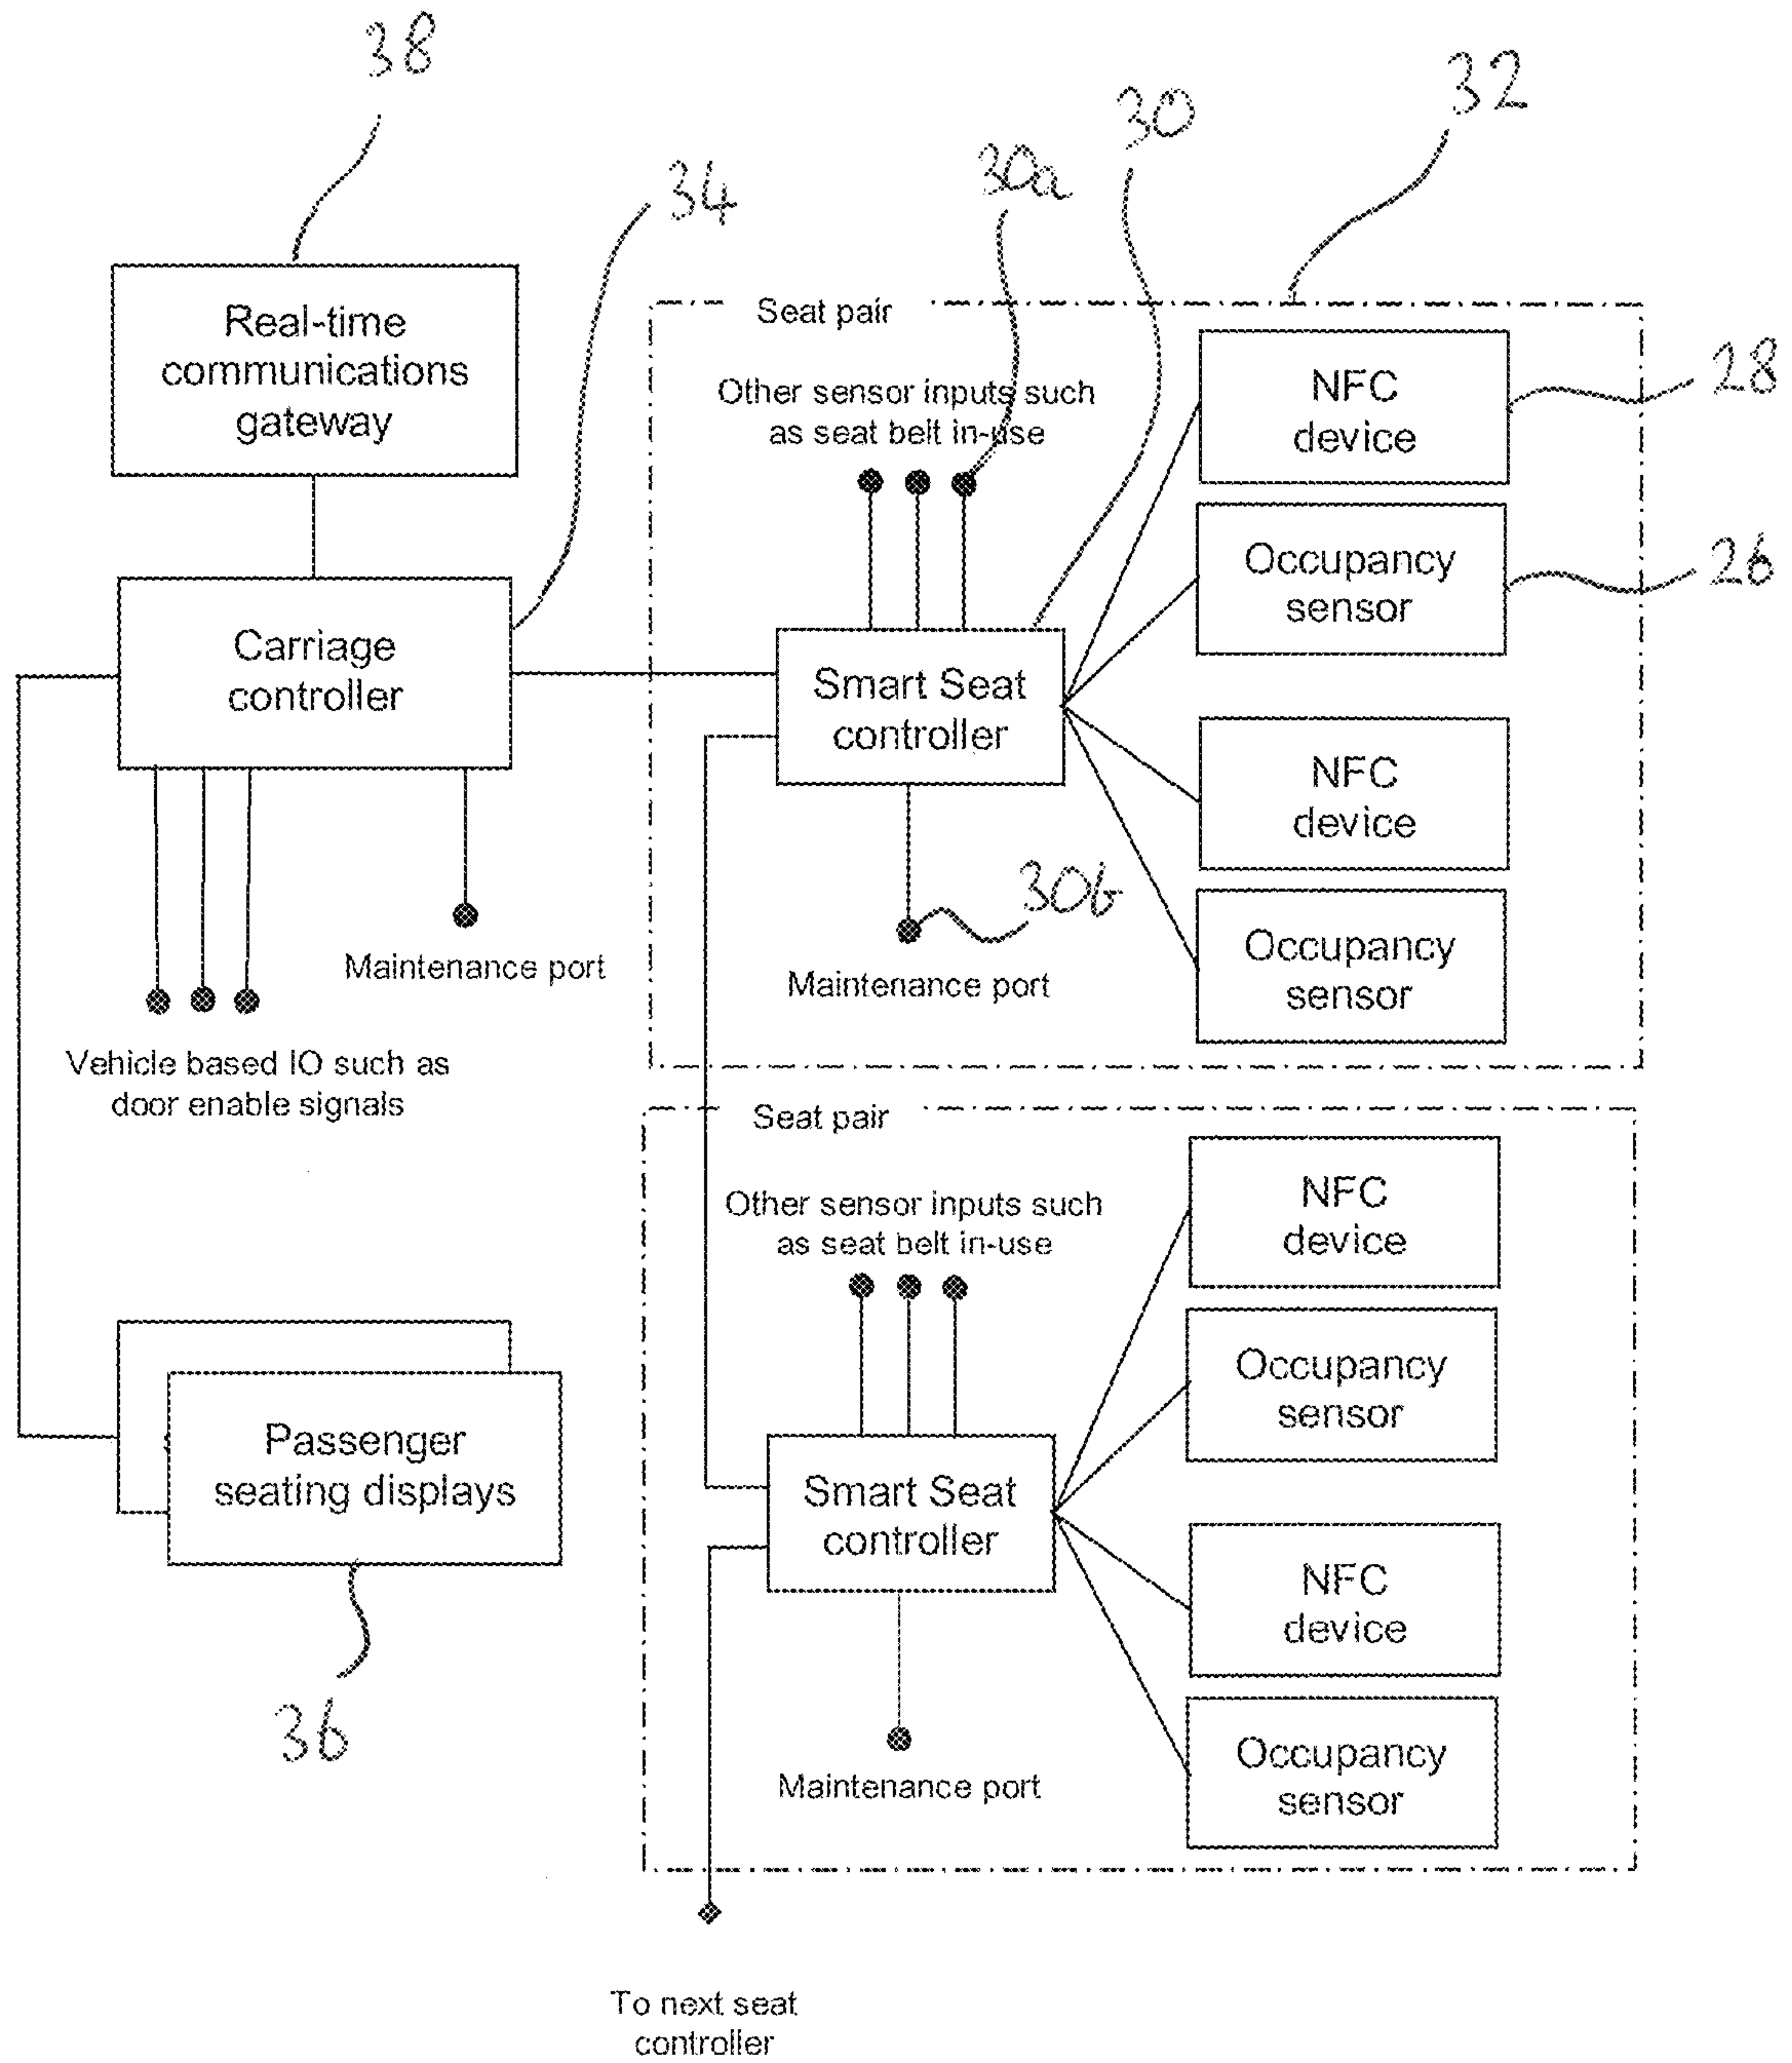 38
32
30
30a
34
Real-time
communications
gateway
Seat pair
Other sensor inputs such
as seat belt in-use
NFC
device
28
Occupancy
sensor
26
Carriage
controller
Smart Seat
controller
NFC
device
30b
Maintenance port
Maintenance port
Occupancy
sensor
Vehicle based IO such as
door enable signals
Seat pair
Other sensor inputs such
as seat belt in-use
NFC
device
Occupancy
sensor
Passenger
seating displays
36
Smart Seat
controller
NFC
device
Maintenance port
Occupancy
sensor
To next seat
controller